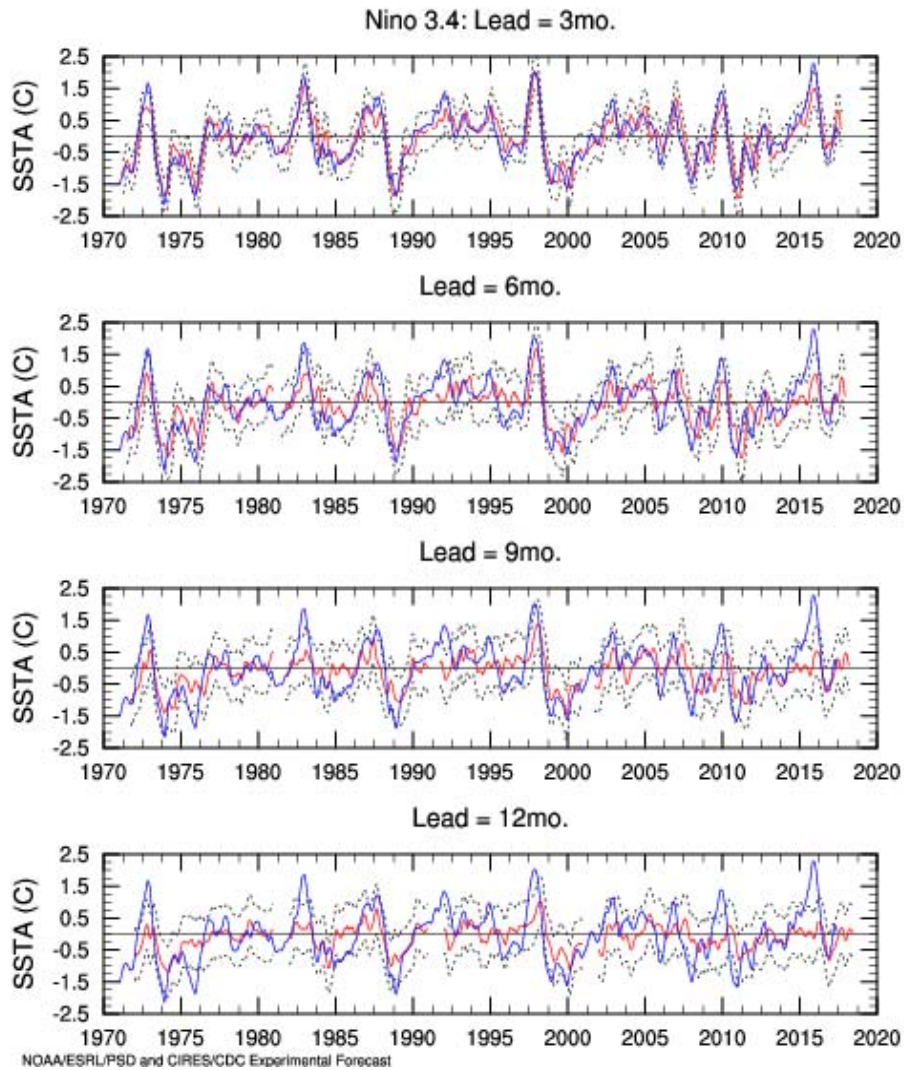 Nino 3.4: Lead = 3mo.
2.5
1.5
0.5
-0.5
-1.5
-2.5
SSTA (C)
1970 1975 1980 1985 1990 1995 2000 2005 2010 2015 2020
Lead = 6mo.
2.5
1.5
0.5
-0.5
-1.5
-2.5
SSTA (C)
1970 1975 1980 1985 1990 1995 2000 2005 2010 2015 2020
Lead = 9mo.
2.5
1.5
0.5
-0.5
-1.5
-2.5
SSTA (C)
1970 1975 1980 1985 1990 1995 2000 2005 2010 2015 2020
Lead = 12mo.
2.5
1.5
0.5
-0.5
-1.5
-2.5
SSTA (C)
1970 1975 1980 1985 1990 1995 2000 2005 2010 2015 2020
NOAA/ESRL/PSD and CIRES/CDC Experimental Forecast